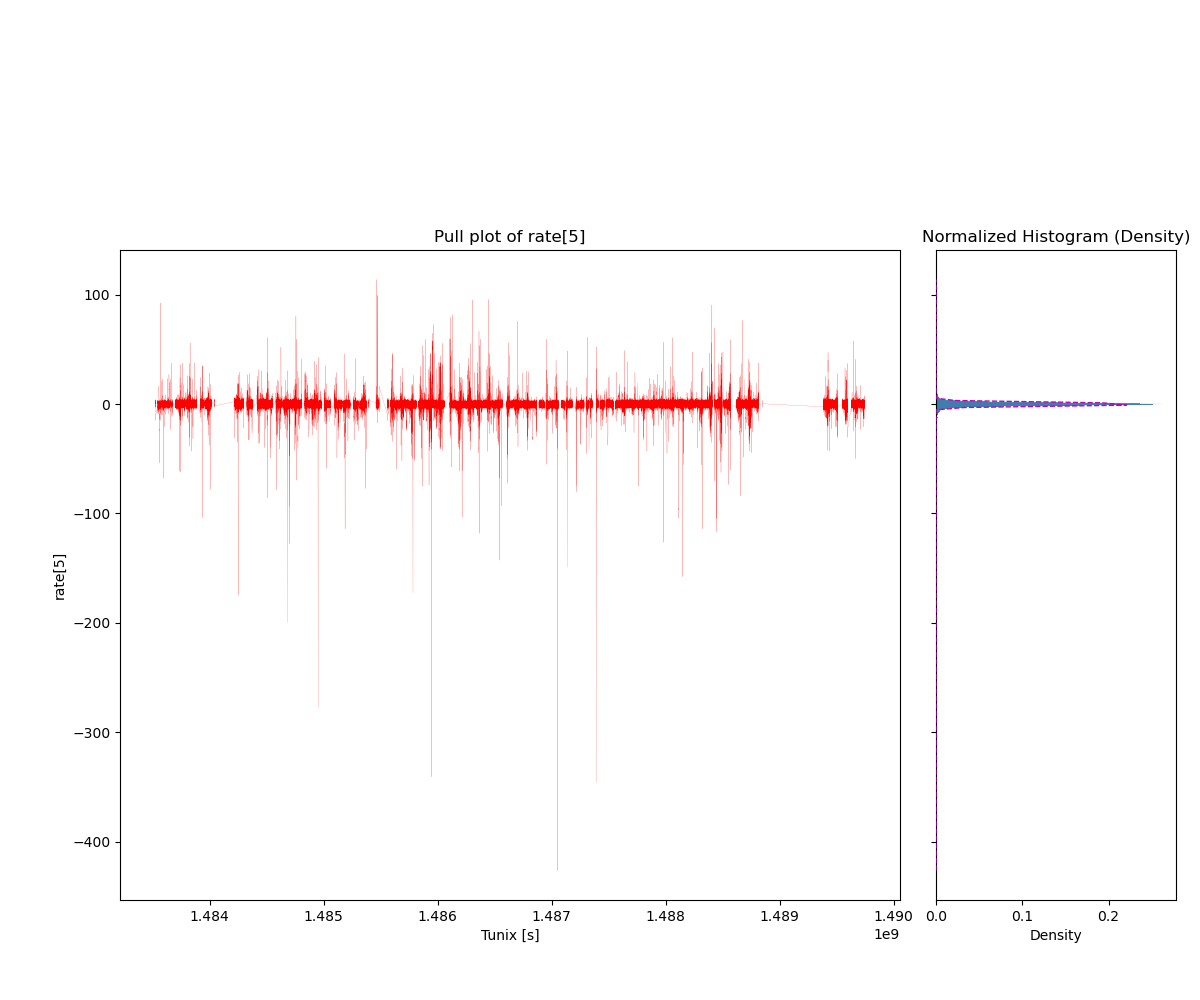 Pull plot of rate[5]
Normalized Histogram (Density)
100
0
−100
−200
−300
−400
rate[5]
1.484 1.485 1.486 1.487 1.488 1.489 1.490
1e9
Tunix [s]
0.0 0.1 0.2
Density